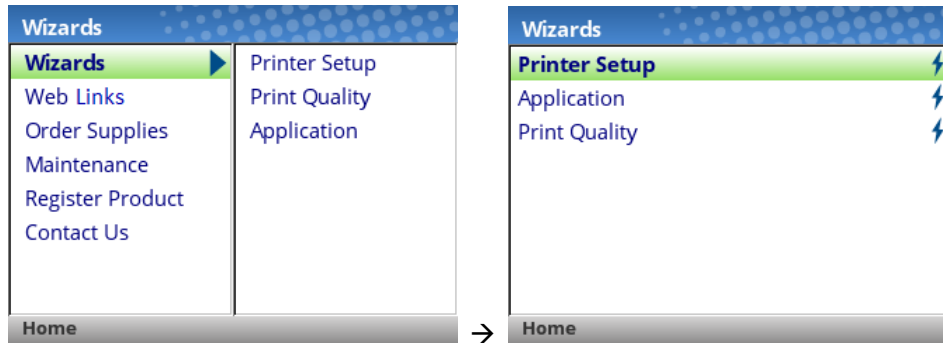 Wizards
Wizards
Web Links
Order Supplies
Maintenance
Register Product
Contact Us
Printer Setup
Print Quality
Application
Home
→
Wizards
Printer Setup
Application
Print Quality
Home